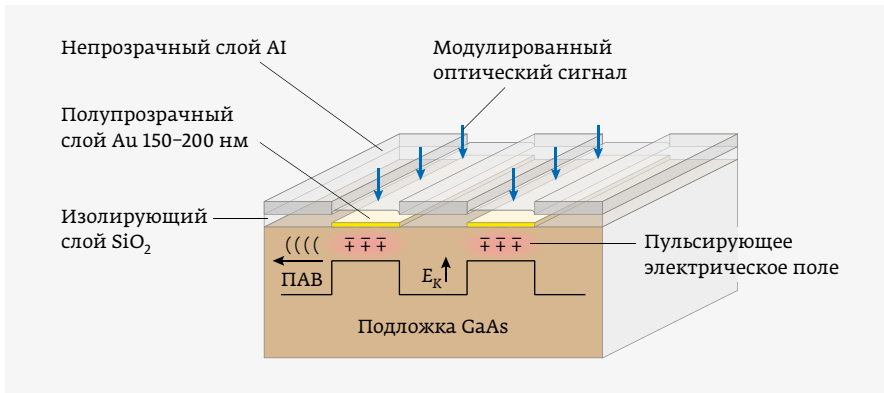 Непрозрачный слой Al
Модулированный
оптический сигнал
Полупрозрачный
слой Au 150–200 нм
Изолирующий
слой SiO₂
Пульсирующее
электрическое поле
ПАВ
Eₖ
Подложка GaAs